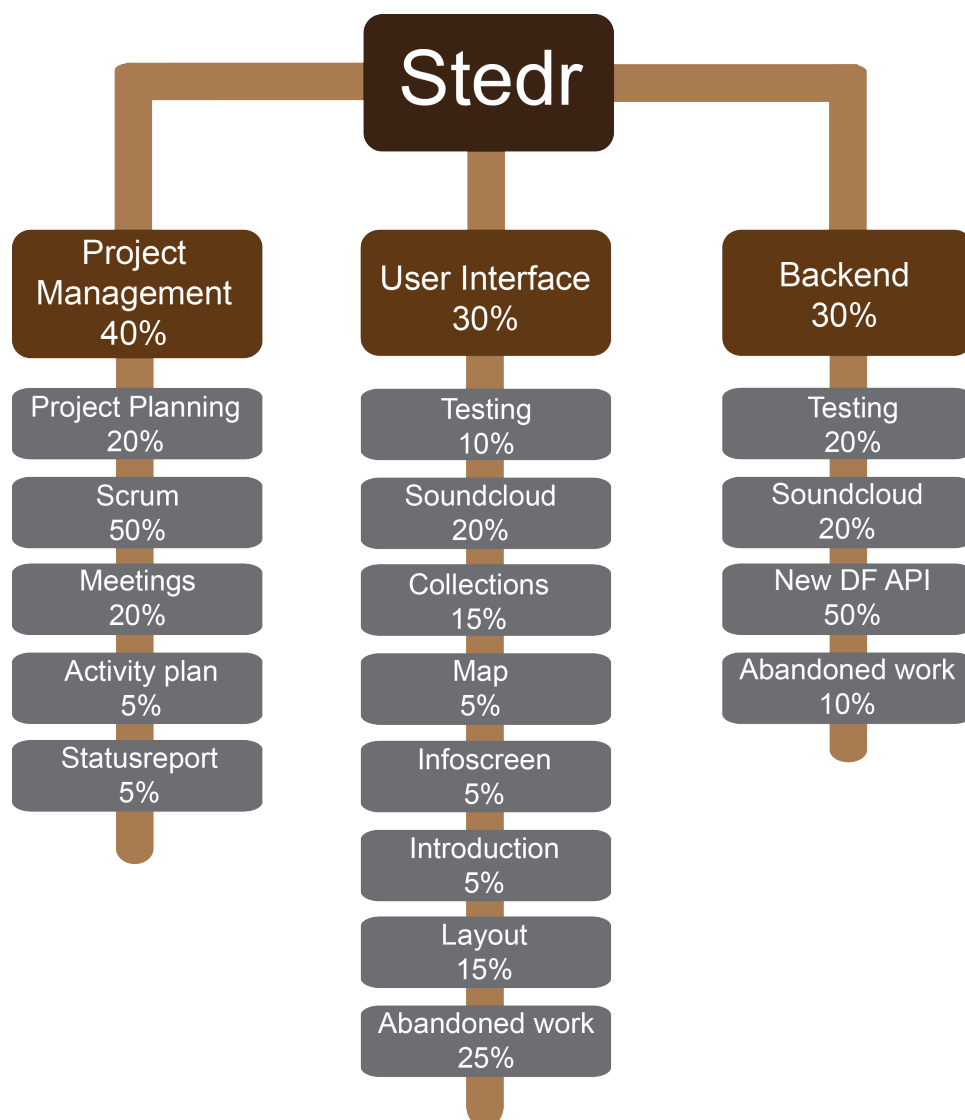 Stedr
Project
Management
40%
Project Planning
20%
Scrum
50%
Meetings
20%
Activity plan
5%
Statusreport
5%
User Interface
30%
Testing
10%
Soundcloud
20%
Collections
15%
Map
5%
Infoscreen
5%
Introduction
5%
Layout
15%
Abandoned work
25%
Backend
30%
Testing
20%
Soundcloud
20%
New DF API
50%
Abandoned work
10%